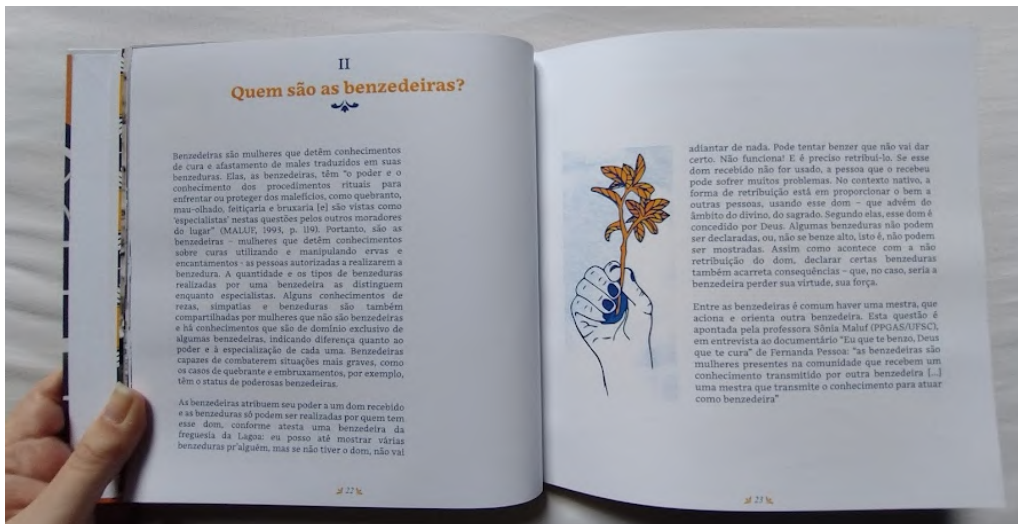 II
Quem são as benzedeiras?
Benzedeiras são mulheres que detêm conhecimentos
de cura e afastamento de males traduzidos em suas
benzeduras. Elas, as benzedeiras, têm “o poder e o
conhecimento dos procedimentos rituais para
enfrentar ou proteger dos malefícios, como quebranto,
mau-olhado, feitiçaria e bruxaria [e] são vistas como
‘especialistas’ nestas questões pelos outros moradores
do lugar” (MALUF, 1993, p. 119). Portanto, são as
benzedeiras – mulheres que detêm conhecimentos
sobre curas utilizando e manipulando ervas e
encantamentos - as pessoas autorizadas a realizarem a
benzedura. A quantidade e os tipos de benzeduras
realizadas por uma benzedeira as distinguem
enquanto especialistas. Alguns conhecimentos de
rezas, simpatias e benzeduras são também
compartilhadas por mulheres que não são benzedeiras
e há conhecimentos que são de domínio exclusivo de
algumas benzedeiras, indicando diferença quanto ao
poder e à especialização de cada uma. Benzedeiras
capazes de combaterem situações mais graves, como
os casos de quebrante e embruxamentos, por exemplo,
têm o status de poderosas benzedeiras.
As benzedeiras atribuem seu poder a um dom recebido
e as benzeduras só podem ser realizadas por quem tem
esse dom, conforme atesta uma benzedeira da
freguesia da Lagoa: eu posso até mostrar várias
benzeduras pr’alguém, mas se não tiver o dom, não vai
22
adiantar de nada. Pode tentar benzer que não vai dar
certo. Não funciona! E é preciso retribuí-lo. Se esse
dom recebido não for usado, a pessoa que o recebeu
pode sofrer muitos problemas. No contexto nativo, a
forma de retribuição está em proporcionar o bem a
outras pessoas, usando esse dom – que advém do
âmbito do divino, do sagrado. Segundo elas, esse dom é
concedido por Deus. Algumas benzeduras não podem
ser declaradas, ou, não se benze alto, isto é, não podem
ser mostradas. Assim como acontece com a não
retribuição do dom, declarar certas benzeduras
também acarreta consequências – que, no caso, seria a
benzedeira perder sua virtude, sua força.
Entre as benzedeiras é comum haver uma mestra, que
aciona e orienta outra benzedeira. Esta questão é
apontada pela professora Sônia Maluf (PPGAS/UFSC),
em entrevista ao documentário “Eu que te benzo, Deus
que te cura” de Fernanda Pessoa: “as benzedeiras são
mulheres presentes na comunidade que recebem um
conhecimento transmitido por outra benzedeira [...]
uma mestra que transmite o conhecimento para atuar
como benzedeira”
23